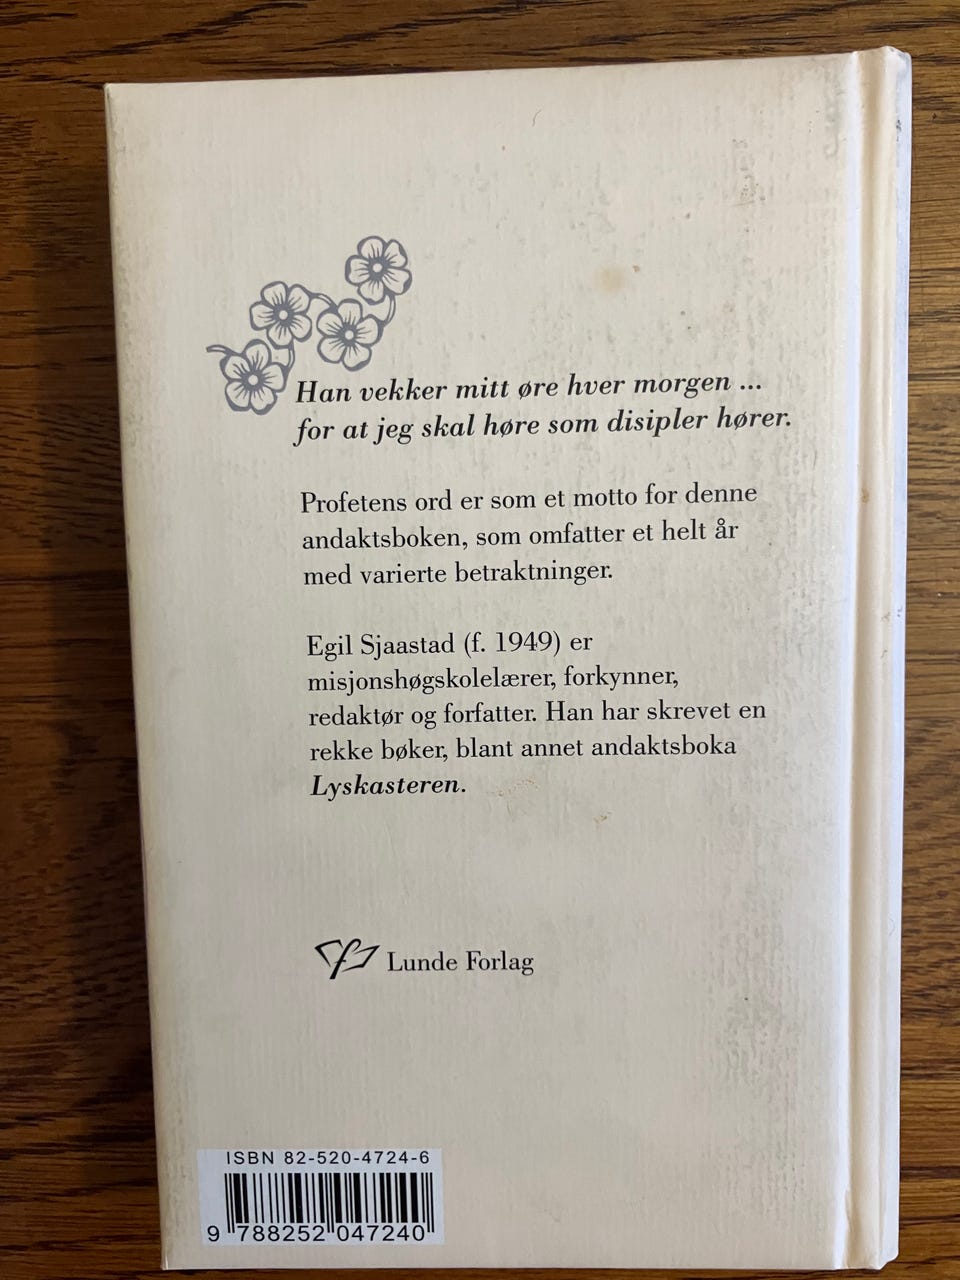 Han vekker mitt øre hver morgen ...
for at jeg skal høre som disipler hører.
Profetens ord er som et motto for denne
andaktsboken, som omfatter et helt år
med varierte betraktninger.
Egil Sjaastad (f. 1949) er
misjonshøgskolelærer, forkynner,
redaktør og forfatter. Han har skrevet en
rekke bøker, blant annet andaktsboka
Lyskasteren.
Lunde Forlag
ISBN 82-520-4724-6
9 788252 047240